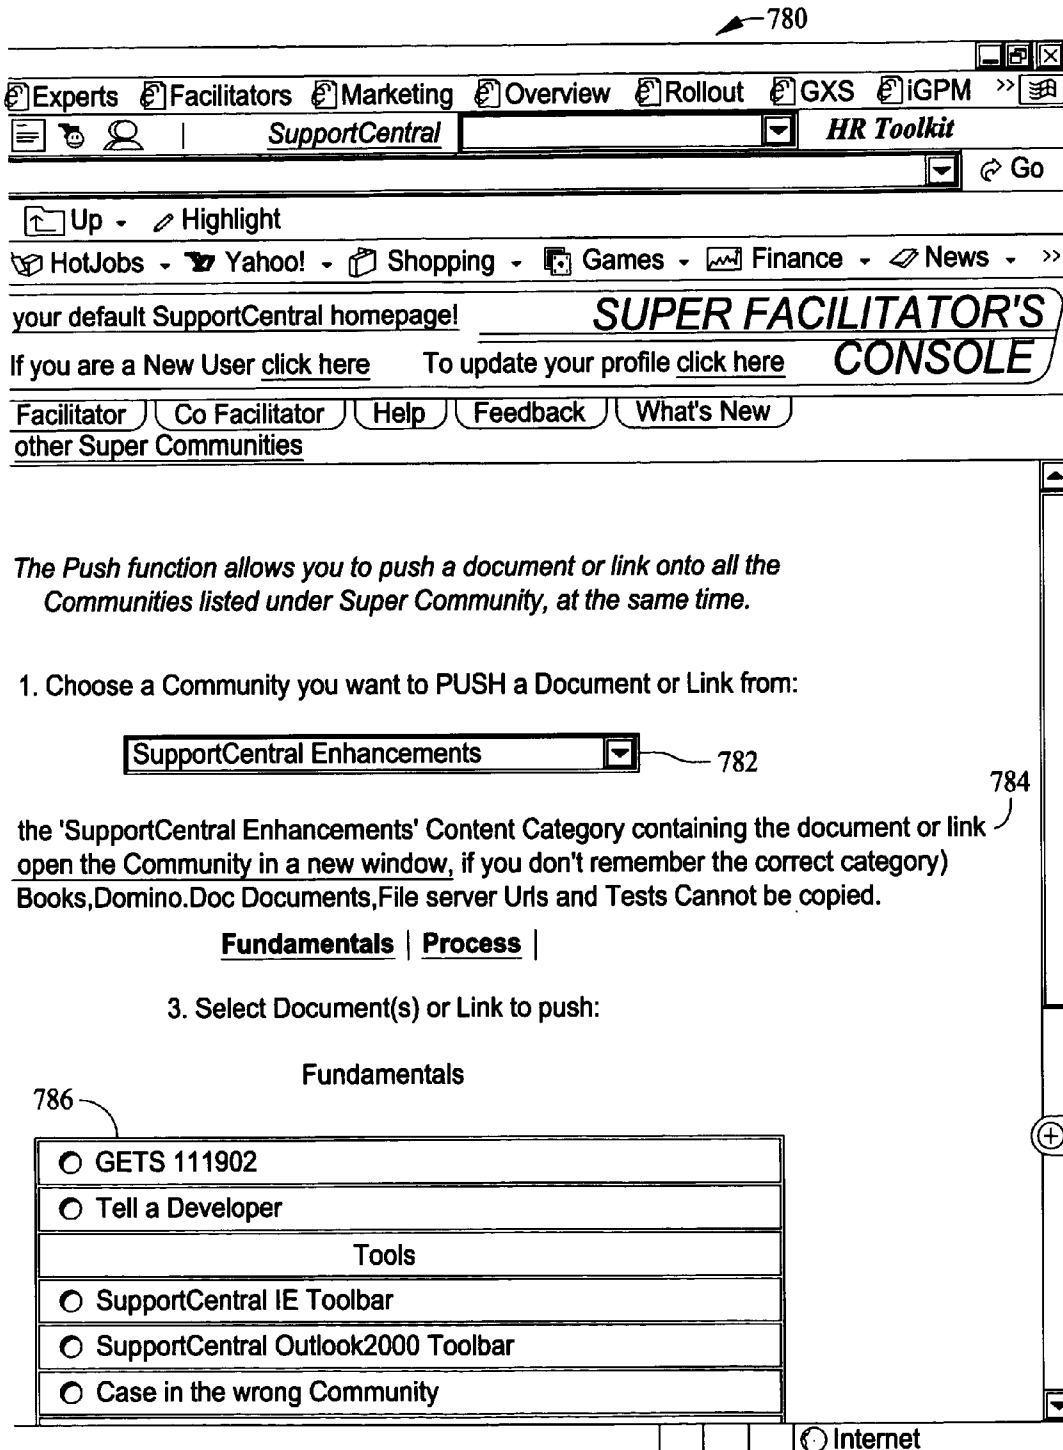 780
Experts Facilitators Marketing Overview Rollout GXS iGPM »
SupportCentral HR Toolkit
Go
Up - Highlight
HotJobs - Yahoo! - Shopping - Games - Finance - News - »
your default SupportCentral homepage! SUPER FACILITATOR'S
If you are a New User click here To update your profile click here CONSOLE
Facilitator Co Facilitator Help Feedback What's New
other Super Communities
The Push function allows you to push a document or link onto all the
Communities listed under Super Community, at the same time.
1. Choose a Community you want to PUSH a Document or Link from:
SupportCentral Enhancements 782
784
the 'SupportCentral Enhancements' Content Category containing the document or link
open the Community in a new window, if you don't remember the correct category)
Books,Domino.Doc Documents,File server Urls and Tests Cannot be copied.
Fundamentals | Process |
3. Select Document(s) or Link to push:
Fundamentals
786
GETS 111902
Tell a Developer
Tools
SupportCentral IE Toolbar
SupportCentral Outlook2000 Toolbar
Case in the wrong Community
Internet